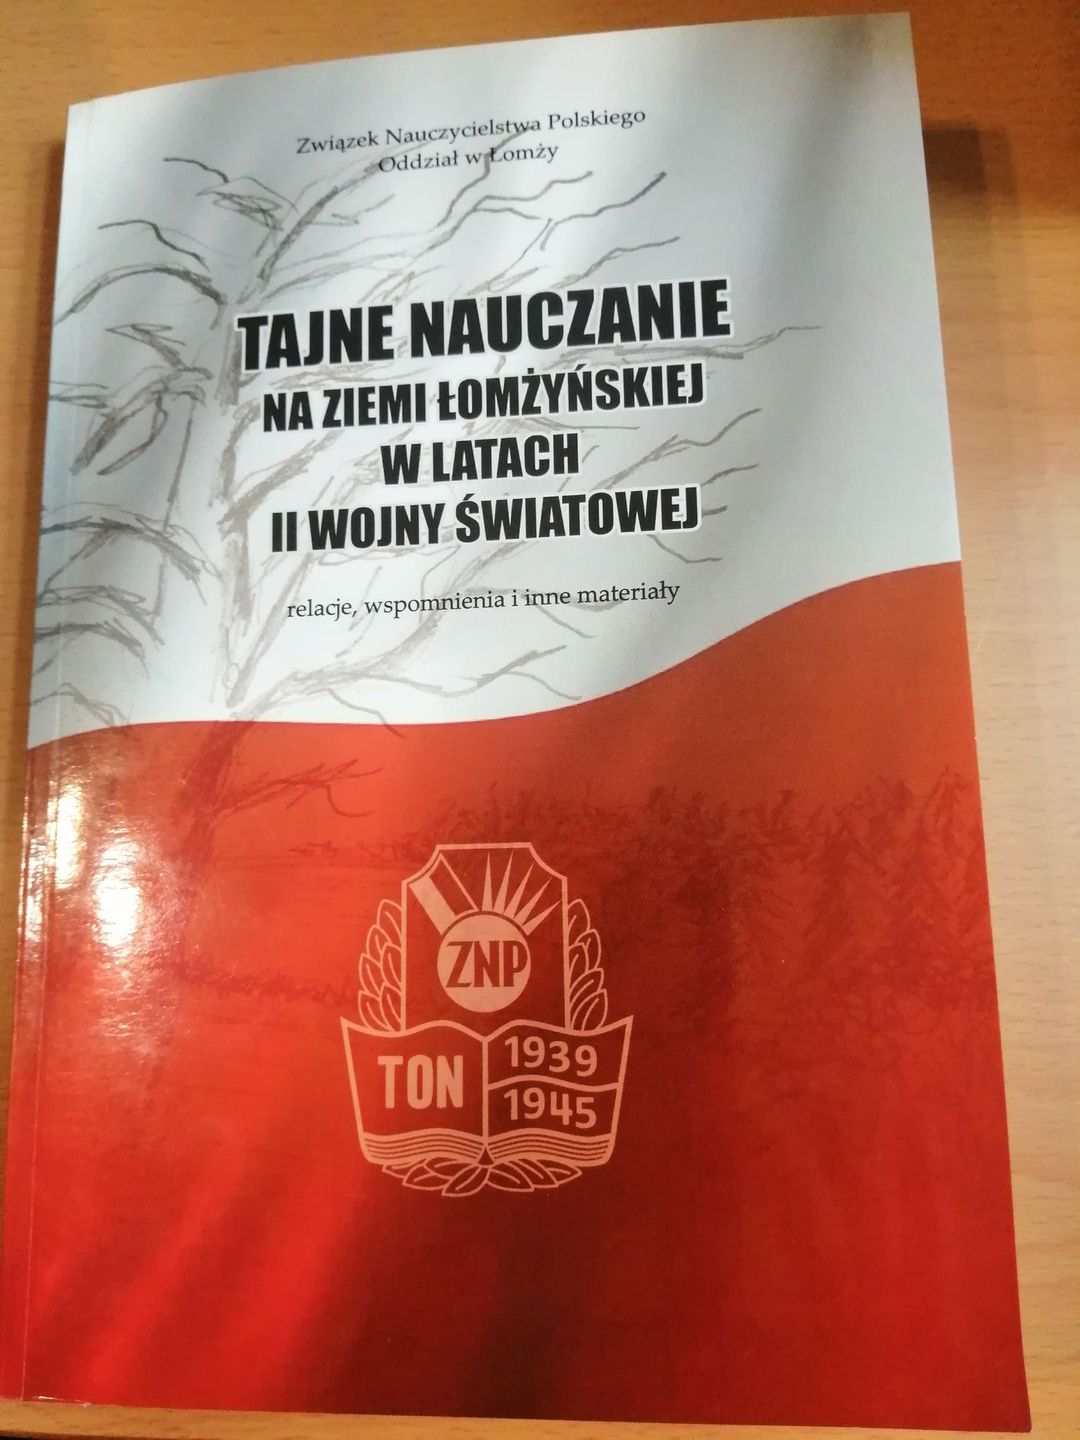 Związek Nauczycielstwa Polskiego
Oddział w Łomży
TAJNE NAUCZANIE
NA ZIEMI ŁOMŻYŃSKIEJ
W LATACH
II WOJNY ŚWIATOWEJ
relacje, wspomnienia i inne materiały
ZNP
TON
1939
1945